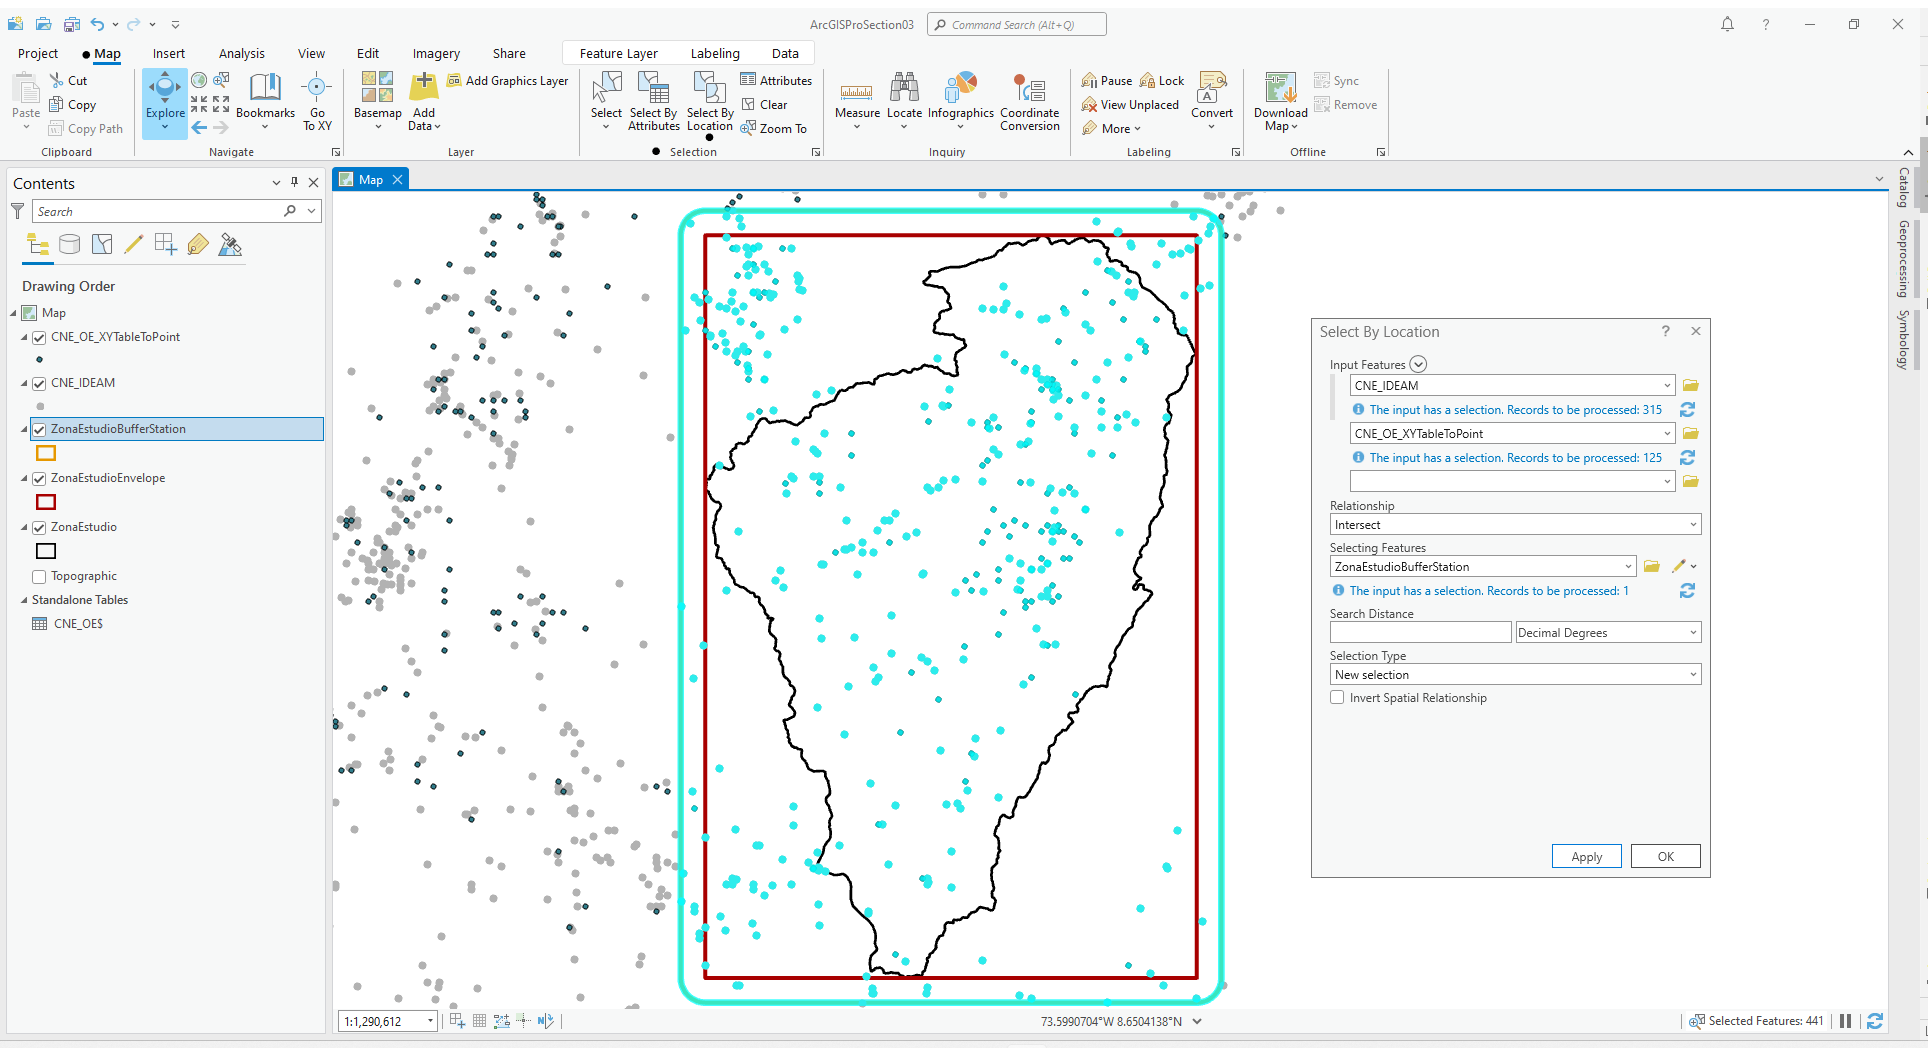 ArcGISProSection03
Command Search (Alt+Q)
Project
Map
Insert
Analysis
View
Edit
Imagery
Share
Feature Layer
Labeling
Data
Paste
Cut
Copy
Copy Path
Clipboard
Explore
Bookmarks
Go
To XY
Navigate
Basemap
Add
Data
Add Graphics Layer
Layer
Select
Select By
Attributes
Select By
Location
Attributes
Clear
Zoom To
Selection
Measure
Locate
Infographics
Coordinate
Conversion
Inquiry
Pause
Lock
View Unplaced
More
Convert
Labeling
Download
Map
Sync
Remove
Offline
Contents
Search
Drawing Order
Map
CNE_OE_XYTableToPoint
CNE_IDEAM
ZonaEstudioBufferStation
ZonaEstudioEnvelope
ZonaEstudio
Topographic
Standalone Tables
CNE_OE$
Map
Select By Location
?
Input Features
CNE_IDEAM
The input has a selection. Records to be processed: 315
CNE_OE_XYTableToPoint
The input has a selection. Records to be processed: 125
Relationship
Intersect
Selecting Features
ZonaEstudioBufferStation
The input has a selection. Records to be processed: 1
Search Distance
Decimal Degrees
Selection Type
New selection
Invert Spatial Relationship
Apply
OK
Catalog
Geoprocessing
Symbology
1:1,290,612
73.5990704°W 8.6504138°N
Selected Features: 441